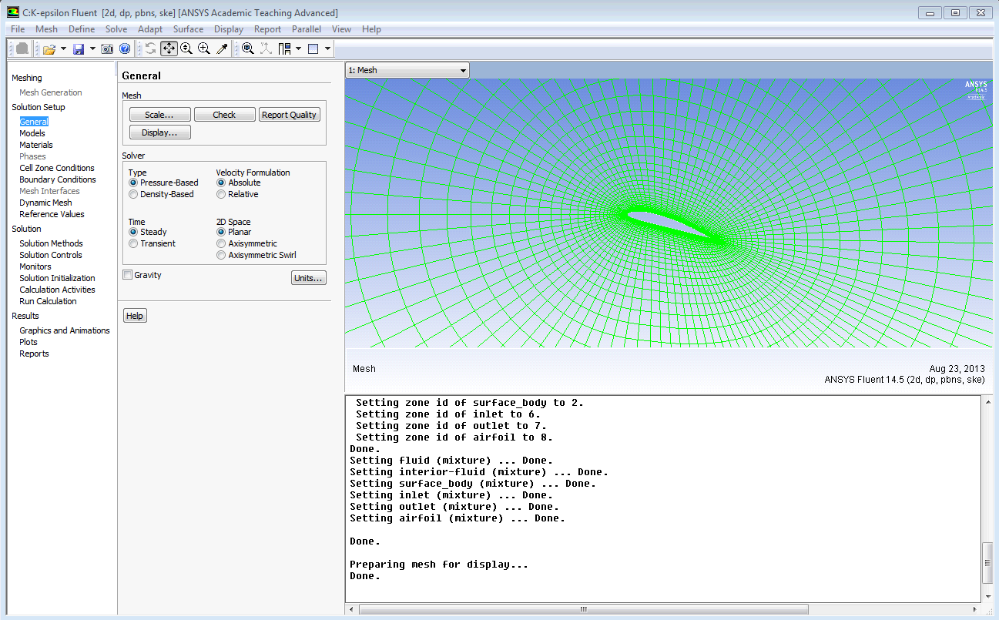 C:K-epsilon Fluent [2d, dp, pbns, ske] [ANSYS Academic Teaching Advanced]
File Mesh Define Solve Adapt Surface Display Report Parallel View Help
Meshing
Mesh Generation
Solution Setup
General
Models
Materials
Phases
Cell Zone Conditions
Boundary Conditions
Mesh Interfaces
Dynamic Mesh
Reference Values
Solution
Solution Methods
Solution Controls
Monitors
Solution Initialization
Calculation Activities
Run Calculation
Results
Graphics and Animations
Plots
Reports
General
Mesh
Scale... Check Report Quality
Display...
Solver
Type Velocity Formulation
Pressure-Based Absolute
Density-Based Relative
Time 2D Space
Steady Planar
Transient Axisymmetric
Axisymmetric Swirl
Gravity Units...
Help
1: Mesh
ANSYS
R14.5
Academic
Mesh Aug 23, 2013
ANSYS Fluent 14.5 (2d, dp, pbns, ske)
Setting zone id of surface_body to 2.
Setting zone id of inlet to 6.
Setting zone id of outlet to 7.
Setting zone id of airfoil to 8.
Done.
Setting fluid (mixture) ... Done.
Setting interior-fluid (mixture) ... Done.
Setting surface_body (mixture) ... Done.
Setting inlet (mixture) ... Done.
Setting outlet (mixture) ... Done.
Setting airfoil (mixture) ... Done.
Done.
Preparing mesh for display...
Done.